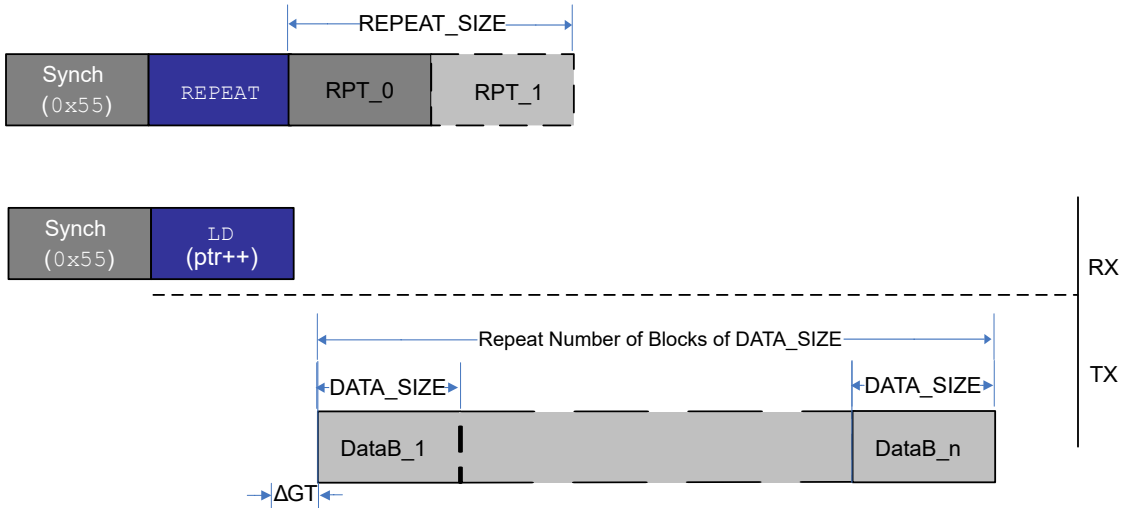 REPEAT_SIZE
Synch
(0x55)
REPEAT
RPT_0
RPT_1
Synch
(0x55)
LD
(ptr++)
RX
Repeat Number of Blocks of DATA_SIZE
TX
DATA_SIZE
DATA_SIZE
DataB_1
DataB_n
ΔGT